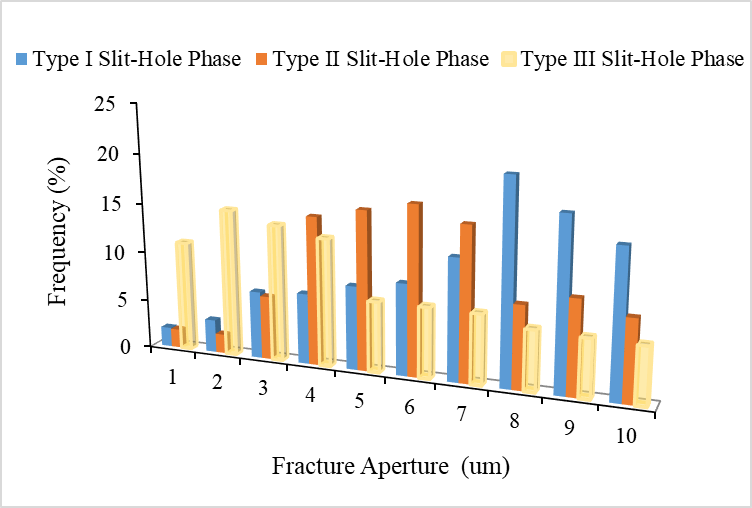 Type I Slit-Hole Phase Type II Slit-Hole Phase Type III Slit-Hole Phase
25
20
15
10
5
0
Frequency (%)
1 2 3 4 5 6 7 8 9 10
Fracture Aperture (um)